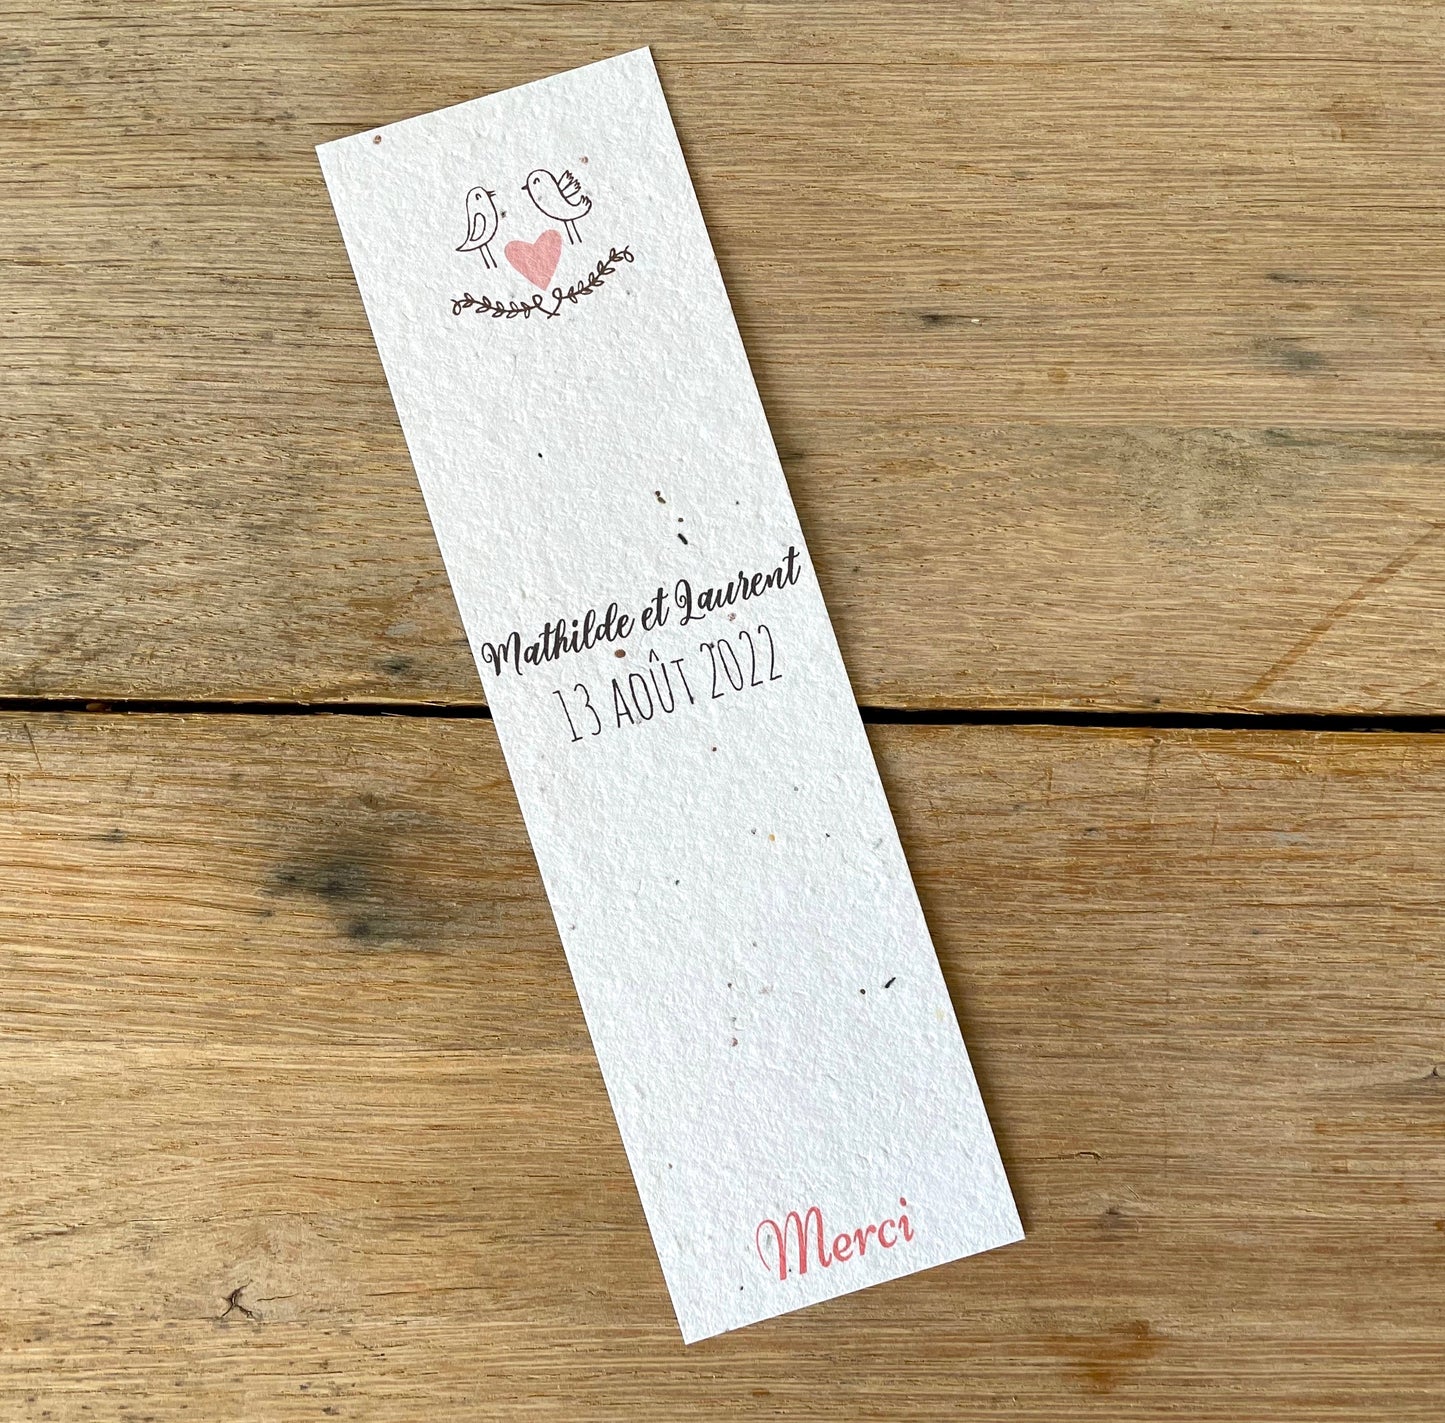 Mathilde et Laurent
13 AOÛT 2022
Merci